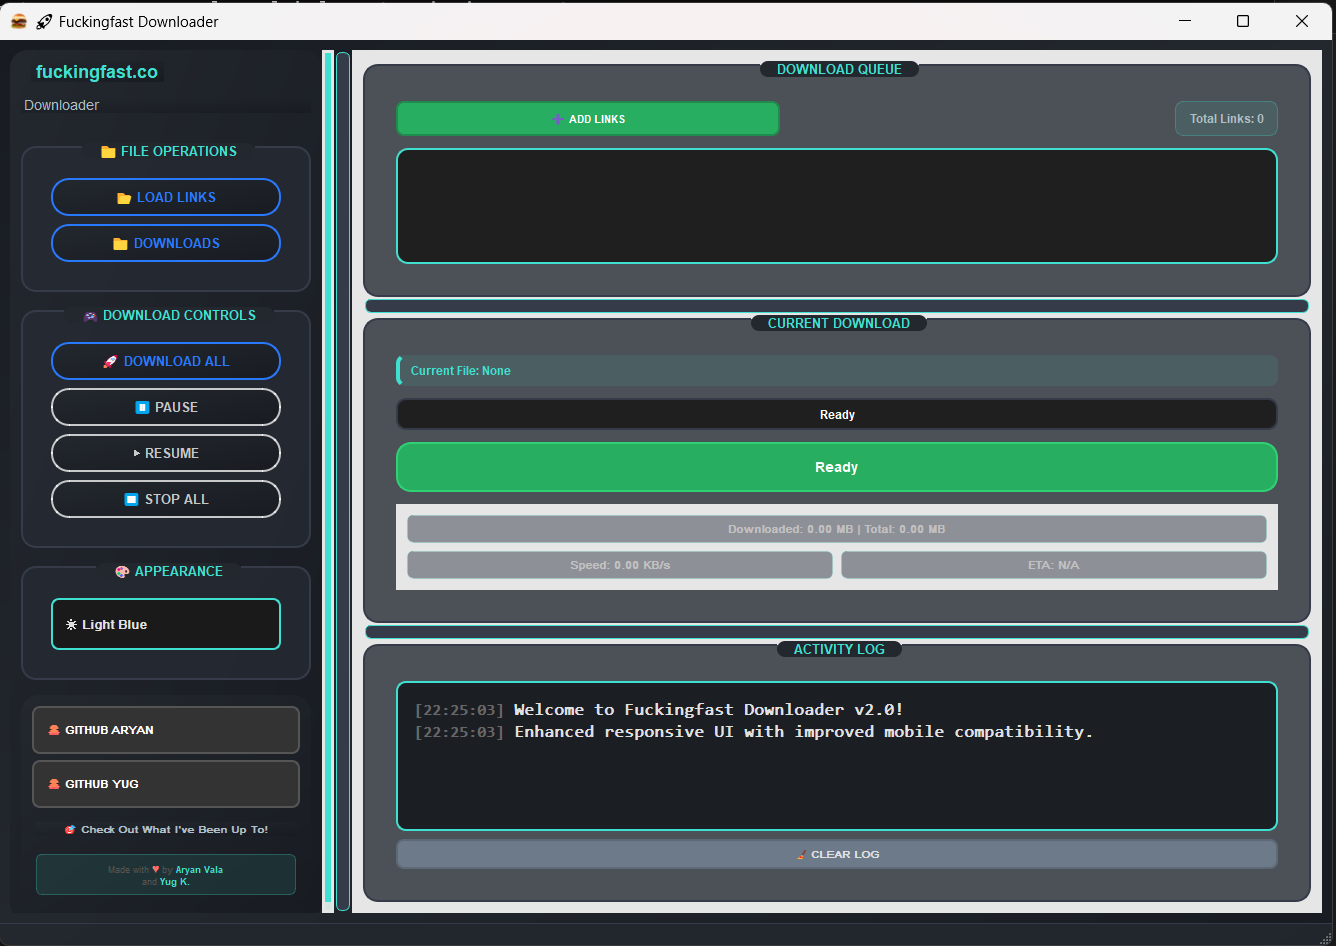 Fuckingfast Downloader
fuckingfast.co
Downloader
FILE OPERATIONS
LOAD LINKS
DOWNLOADS
DOWNLOAD CONTROLS
DOWNLOAD ALL
PAUSE
RESUME
STOP ALL
APPEARANCE
Light Blue
GITHUB ARYAN
GITHUB YUG
Check Out What I've Been Up To!
Made with ♥ by Aryan Vala
and Yug K.
DOWNLOAD QUEUE
ADD LINKS
Total Links: 0
CURRENT DOWNLOAD
Current File: None
Ready
Ready
Downloaded: 0.00 MB | Total: 0.00 MB
Speed: 0.00 KB/s
ETA: N/A
ACTIVITY LOG
[22:25:03] Welcome to Fuckingfast Downloader v2.0!
[22:25:03] Enhanced responsive UI with improved mobile compatibility.
CLEAR LOG